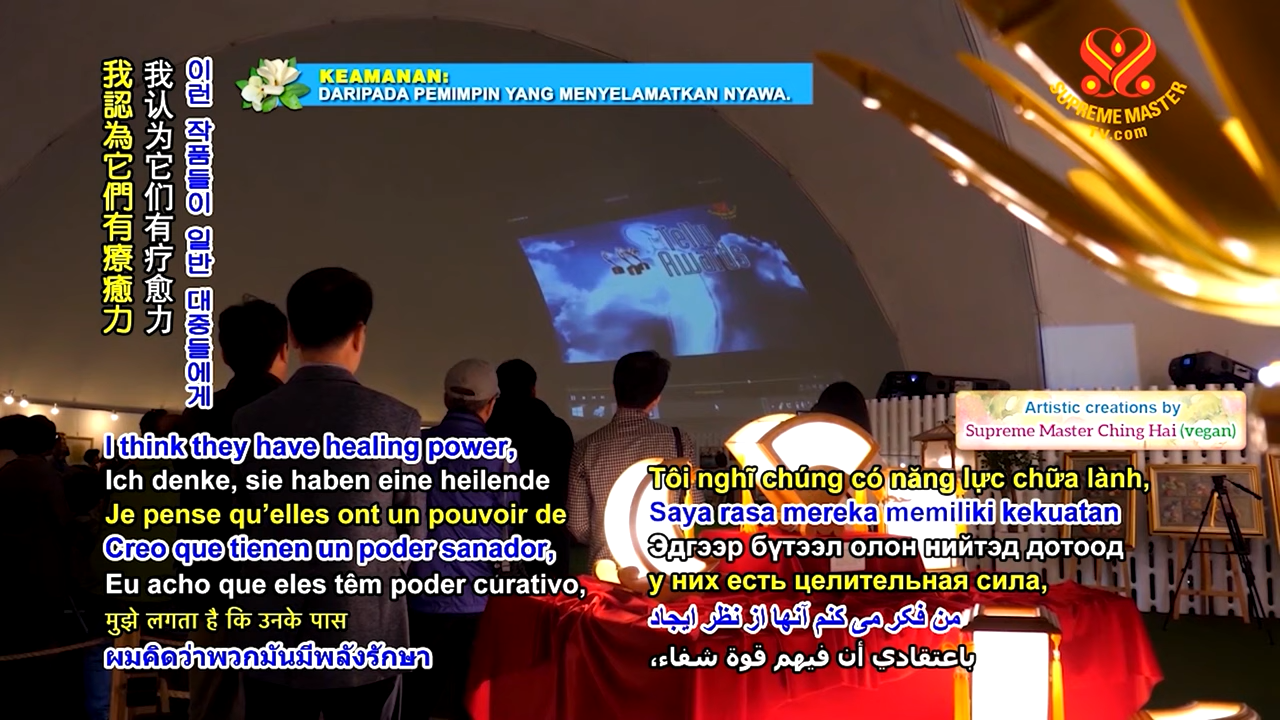 KEAMANAN:
DARIPADA PEMIMPIN YANG MENYELAMATKAN NYAWA.
SUPREME MASTER
TV.com
我認為它們有療癒力
我认为它们有疗愈力
이런 작품들이 일반 대중들에게
Telly
Awards
Artistic creations by
Supreme Master Ching Hai (vegan)
I think they have healing power,
Ich denke, sie haben eine heilende
Je pense qu'elles ont un pouvoir de
Creo que tienen un poder sanador,
Eu acho que eles têm poder curativo,
मुझे लगता है कि उनके पास
ผมคิดว่าพวกมันมีพลังรักษา
Tôi nghĩ chúng có năng lực chữa lành,
Saya rasa mereka memiliki kekuatan
Эдгээр бүтээл олон нийтэд дотоод
у них есть целительная сила,
من فکر می کنم آنها از نظر ایجاد
باعتقادي أن فيهم قوة شفاء،